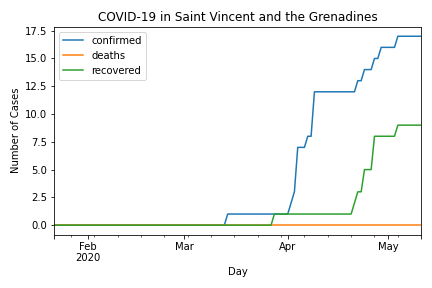 COVID-19 in Saint Vincent and the Grenadines
17.5
15.0
12.5
10.0
7.5
5.0
2.5
0.0
Number of Cases
confirmed
deaths
recovered
Feb
2020
Mar
Apr
May
Day